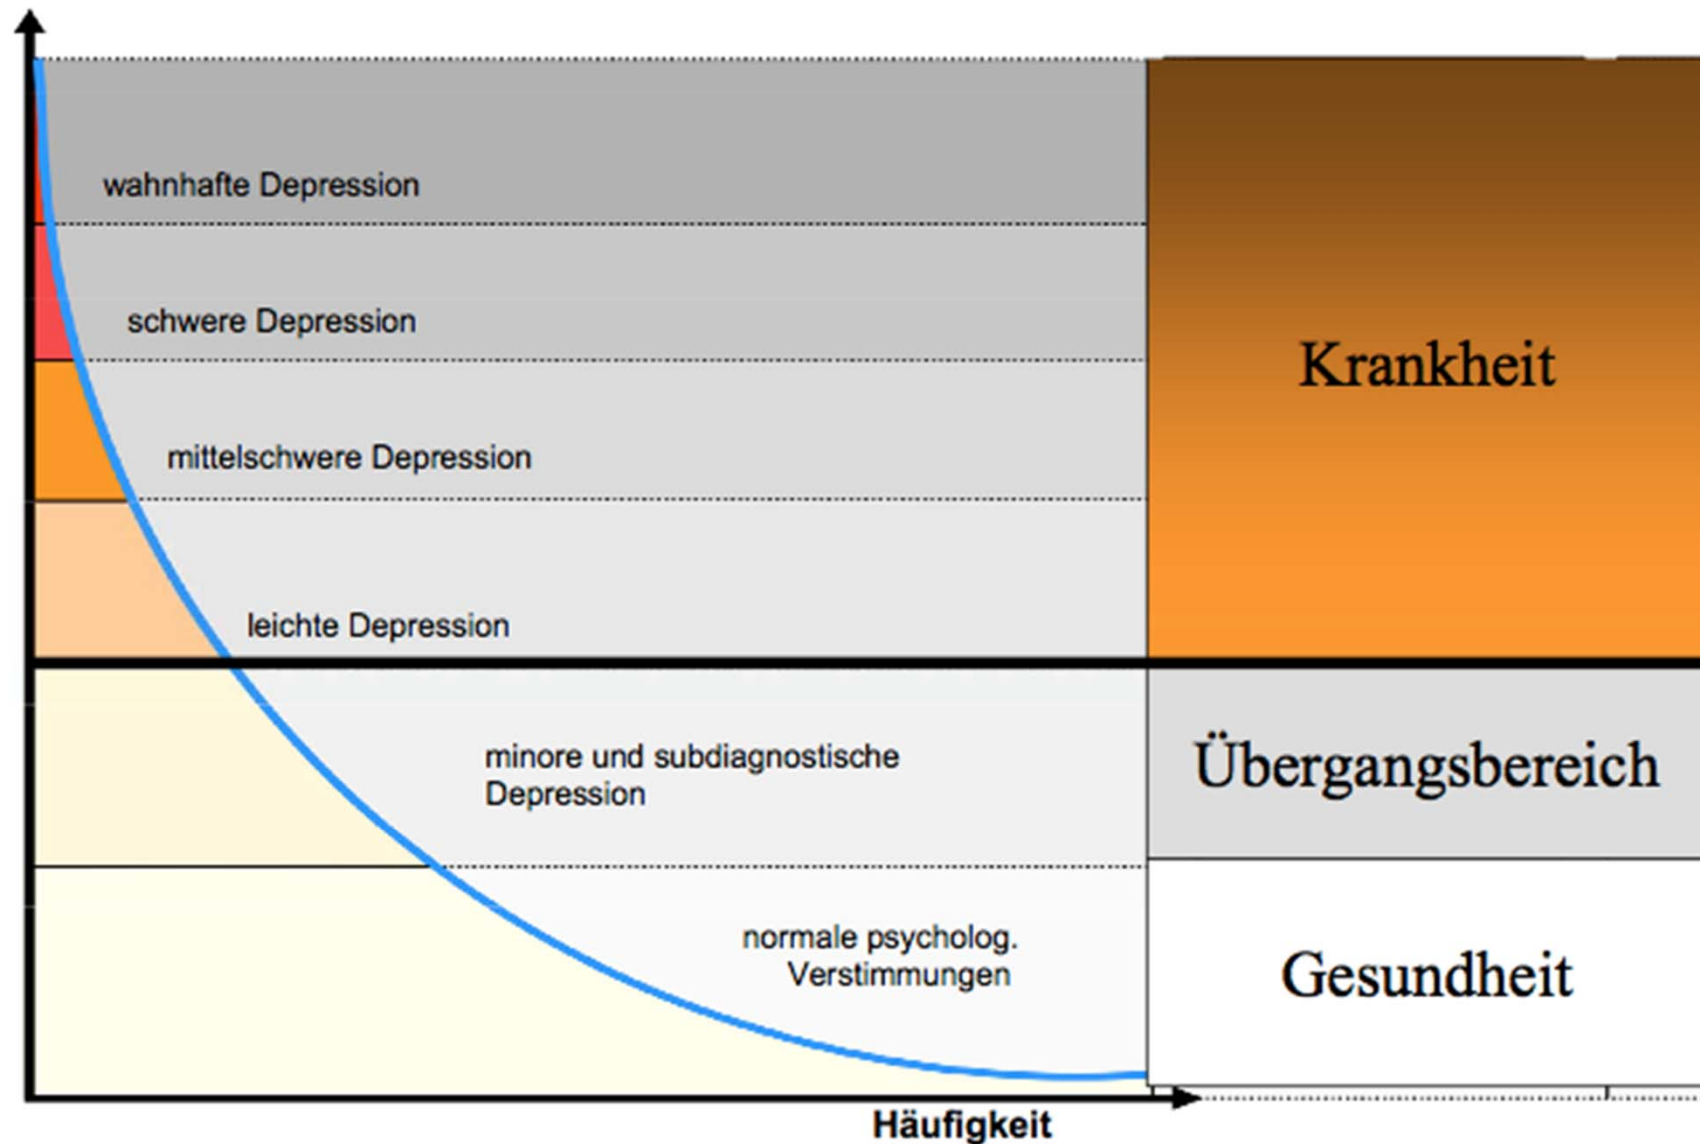 wahnhafte Depression
schwere Depression
Krankheit
mittelschwere Depression
leichte Depression
minore und subdiagnostische
Depression
Übergangsbereich
normale psycholog.
Verstimmungen
Gesundheit
Häufigkeit